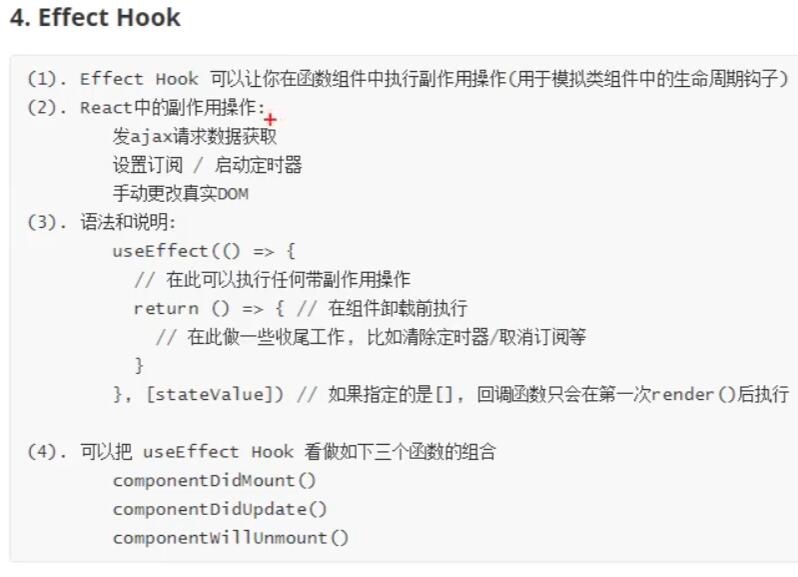 4. Effect Hook
(1). Effect Hook 可以让你在函数组件中执行副作用操作(用于模拟类组件中的生命周期钩子)
(2). React中的副作用操作:
发ajax请求数据获取
设置订阅 / 启动定时器
手动更改真实DOM
(3). 语法和说明:
useEffect(() => {
// 在此可以执行任何带副作用操作
return () => { // 在组件卸载前执行
// 在此做一些收尾工作, 比如清除定时器/取消订阅等
}
}, [stateValue]) // 如果指定的是[], 回调函数只会在第一次render()后执行
(4). 可以把 useEffect Hook 看做如下三个函数的组合
componentDidMount()
componentDidUpdate()
componentWillUnmount()